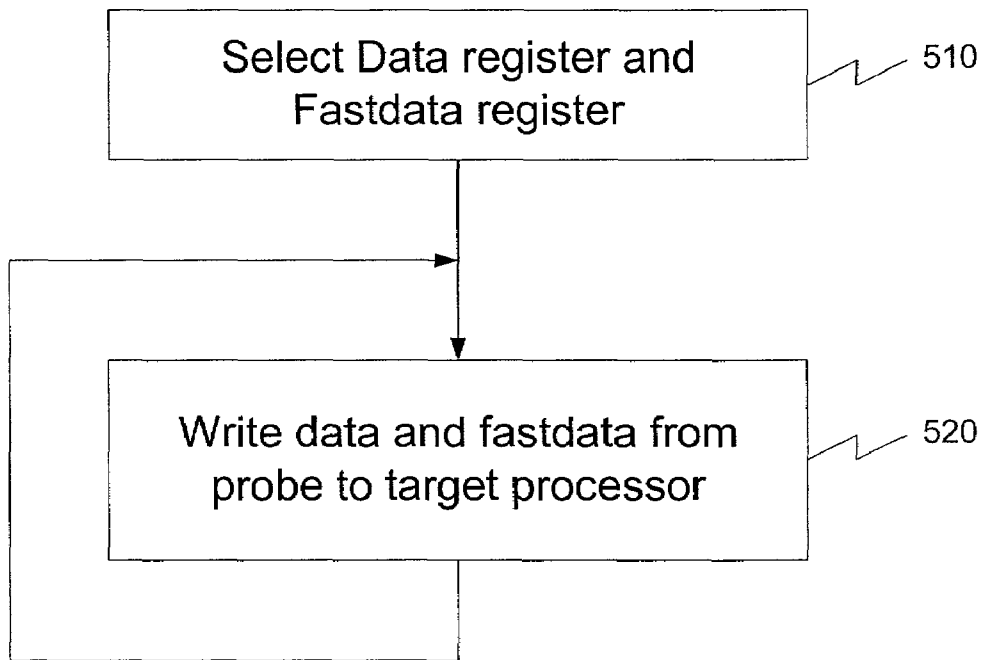 Select Data register and
Fastdata register
510
Write data and fastdata from
probe to target processor
520